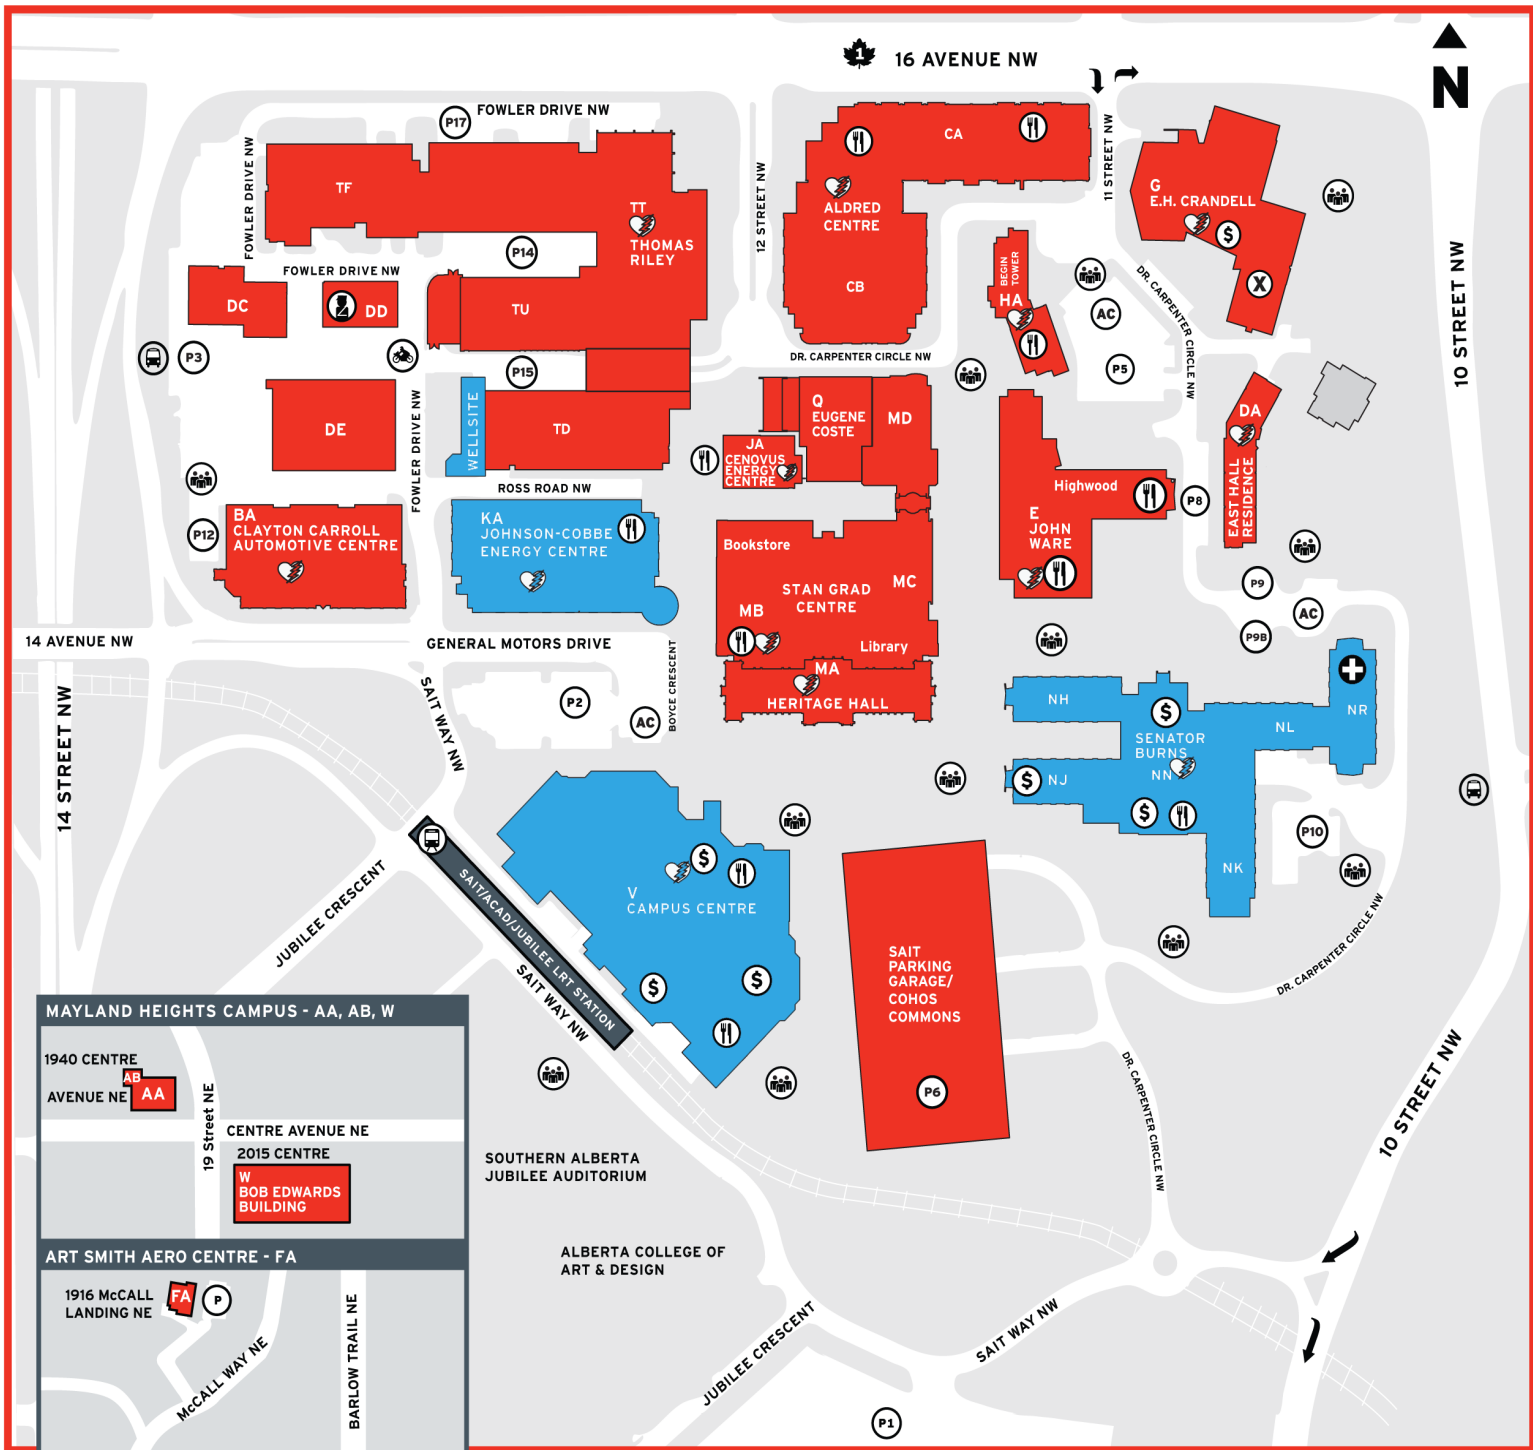 1
16 AVENUE NW
N
FOWLER DRIVE NW
P17
FOWLER DRIVE NW
TF
TT
THOMAS
RILEY
P14
FOWLER DRIVE NW
DC
DD
TU
P3
P15
DE
FOWLER DRIVE NW
WELLSITE
TD
ROSS ROAD NW
12 STREET NW
CA
ALDRED
CENTRE
CB
DR. CARPENTER CIRCLE NW
11 STREET NW
G
E.H. CRANDELL
$
X
BEGIN
TOWER
HA
AC
P5
DR. CARPENTER CIRCLE NW
10 STREET NW
Q
EUGENE
COSTE
MD
JA
CENOVUS
ENERGY
CENTRE
DA
EAST HALL
RESIDENCE
Highwood
P8
E
JOHN
WARE
P12
BA
CLAYTON CARROLL
AUTOMOTIVE CENTRE
KA
JOHNSON-COBBE
ENERGY CENTRE
Bookstore
STAN GRAD
CENTRE
MC
MB
Library
MA
HERITAGE HALL
P9
AC
P9B
14 AVENUE NW
GENERAL MOTORS DRIVE
BOYCE CRESCENT
14 STREET NW
SAIT WAY NW
P2
AC
NH
$
SENATOR
BURNS
NN
NL
NR
$
NJ
$
NK
P10
DR. CARPENTER CIRCLE NW
JUBILEE CRESCENT
SAIT/ACAD/JUBILEE LRT STATION
SAIT WAY NW
$
V
CAMPUS CENTRE
$
$
SAIT
PARKING
GARAGE/
COHOS
COMMONS
P6
DR. CARPENTER CIRCLE NW
10 STREET NW
MAYLAND HEIGHTS CAMPUS - AA, AB, W
1940 CENTRE
AVENUE NE
AB
AA
19 Street NE
CENTRE AVENUE NE
2015 CENTRE
W
BOB EDWARDS
BUILDING
ART SMITH AERO CENTRE - FA
1916 McCALL
LANDING NE
FA
P
McCALL WAY NE
BARLOW TRAIL NE
SOUTHERN ALBERTA
JUBILEE AUDITORIUM
ALBERTA COLLEGE OF
ART & DESIGN
JUBILEE CRESCENT
SAIT WAY NW
P1